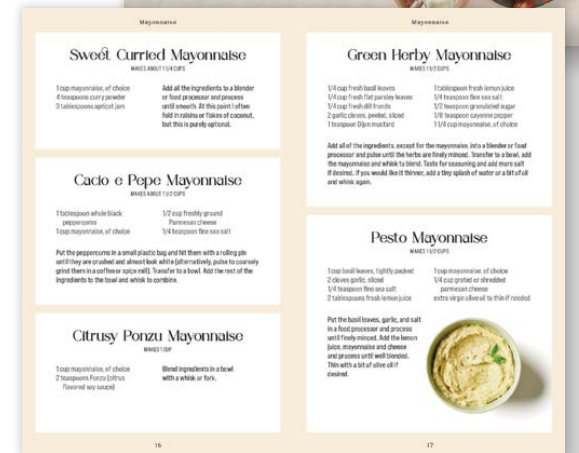 Mayonnaise
Sweet Curried Mayonnaise
MAKES ABOUT 1 1/4 CUPS
1 cup mayonnaise, of choice
4 teaspoons curry powder
3 tablespoons apricot jam
Add all the ingredients to a blender
or food processor and process
until smooth. At this point I often
fold in raisins or flakes of coconut,
but this is purely optional.
Cacio e Pepe Mayonnaise
MAKES ABOUT 1 1/2 CUPS
1 tablespoon whole black
peppercorns
1 cup mayonnaise, of choice
1/2 cup freshly ground
Parmesan cheese
1/4 teaspoon fine sea salt
Put the peppercorns in a small plastic bag and hit them with a rolling pin
until they are crushed and almost look white (alternatively, pulse to coarsely
grind them in a coffee or spice mill). Transfer to a bowl. Add the rest of the
ingredients to the bowl and whisk to combine.
Citrusy Ponzu Mayonnaise
MAKES 1 CUP
1 cup mayonnaise, of choice
2 teaspoons Ponzu (citrus
flavored soy sauce)
Blend ingredients in a bowl
with a whisk or fork.
16
Mayonnaise
Green Herby Mayonnaise
MAKES 1 1/2 CUPS
1/4 cup fresh basil leaves
1/4 cup fresh flat parsley leaves
1/4 cup fresh dill fronds
2 garlic cloves, peeled, sliced
1 teaspoon Dijon mustard
1 tablespoon fresh lemon juice
1/4 teaspoon fine sea salt
1/2 teaspoon granulated sugar
1/8 teaspoon cayenne pepper
1 1/4 cup mayonnaise, of choice
Add all of the ingredients, except for the mayonnaise, into a blender or food
processor and pulse until the herbs are finely minced. Transfer to a bowl, add
the mayonnaise and whisk to blend. Taste for seasoning and add more salt
if desired. If you would like it thinner, add a tiny splash of water or a bit of oil
and whisk again.
Pesto Mayonnaise
MAKES 1 1/2 CUPS
1 cup basil leaves, tightly packed
2 cloves garlic, sliced
1/4 teaspoon fine sea salt
2 tablespoons fresh lemon juice
1 cup mayonnaise, of choice
1/4 cup grated or shredded
parmesan cheese
extra virgin olive oil to thin if needed
Put the basil leaves, garlic, and salt
in a food processor and process
until finely minced. Add the lemon
juice, mayonnaise and cheese
and process until well blended.
Thin with a bit of olive oil if
desired.
17